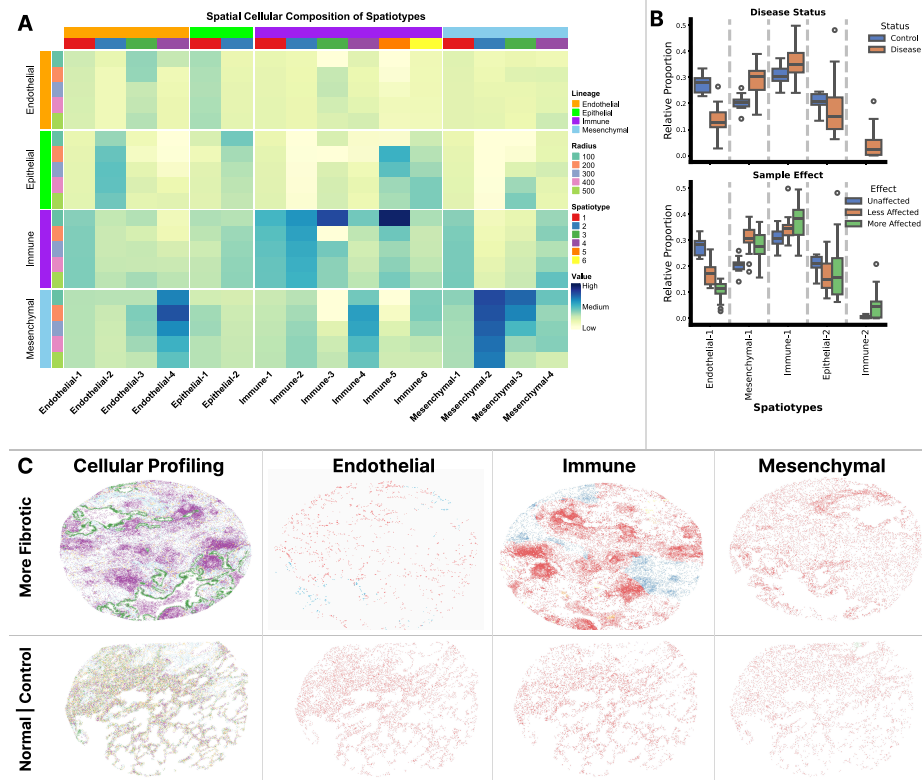 A
Spatial Cellular Composition of Spatiotypes
Endothelial
Epithelial
Immune
Mesenchymal
Lineage
Endothelial
Epithelial
Immune
Mesenchymal
Radius
100
200
300
400
500
Spatiotype
1
2
3
4
5
6
Value
High
Medium
Low
Endothelial-1
Endothelial-2
Endothelial-3
Endothelial-4
Epithelial-1
Epithelial-2
Immune-1
Immune-2
Immune-3
Immune-4
Immune-5
Immune-6
Mesenchymal-1
Mesenchymal-2
Mesenchymal-3
Mesenchymal-4
B
Disease Status
Relative Proportion
0.5
0.4
0.3
0.2
0.1
0.0
Status
Control
Disease
Sample Effect
Relative Proportion
0.5
0.4
0.3
0.2
0.1
0.0
Effect
Unaffected
Less Affected
More Affected
Endothelial-1
Mesenchymal-1
Immune-1
Epithelial-2
Immune-2
Spatiotypes
C
Cellular Profiling
Endothelial
Immune
Mesenchymal
More Fibrotic
Normal | Control